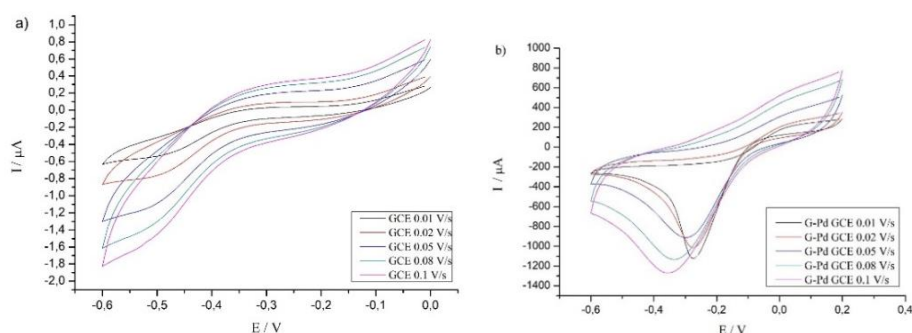 a)
1,0
0,8
0,6
0,4
0,2
0,0
-0,2
-0,4
-0,6
-0,8
-1,0
-1,2
-1,4
-1,6
-1,8
-2,0
I / µA
GCE 0.01 V/s
GCE 0.02 V/s
GCE 0.05 V/s
GCE 0.08 V/s
GCE 0.1 V/s
-0,6 -0,5 -0,4 -0,3 -0,2 -0,1 0,0
E / V
b)
1000
800
600
400
200
0
-200
-400
-600
-800
-1000
-1200
-1400
I / µA
G-Pd GCE 0.01 V/s
G-Pd GCE 0.02 V/s
G-Pd GCE 0.05 V/s
G-Pd GCE 0.08 V/s
G-Pd GCE 0.1 V/s
-0,6 -0,4 -0,2 0,0 0,2 0,4
E / V